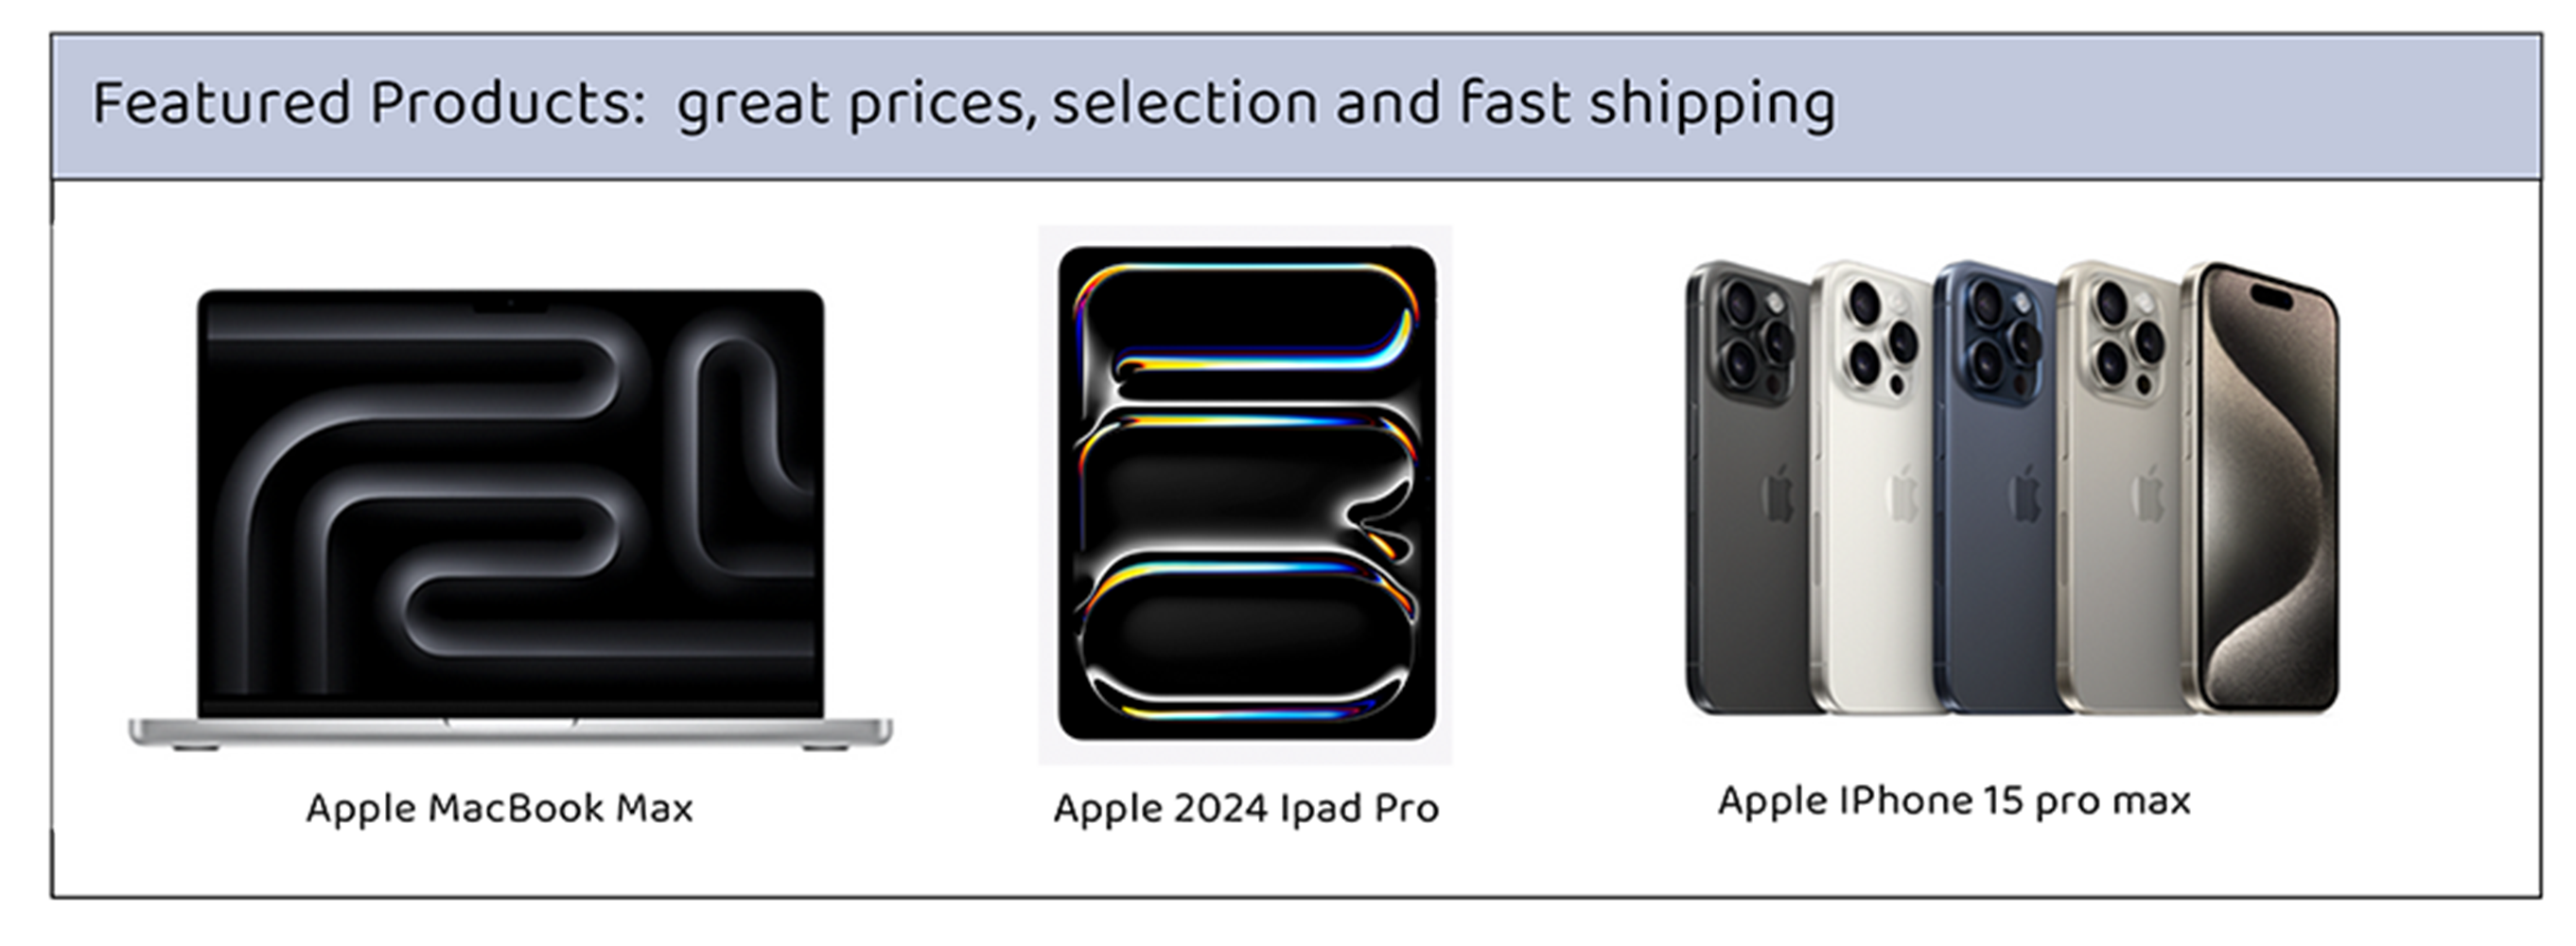 Featured Products:  great prices, selection and fast shipping
Apple MacBook Max
Apple 2024 Ipad Pro
Apple IPhone 15 pro max